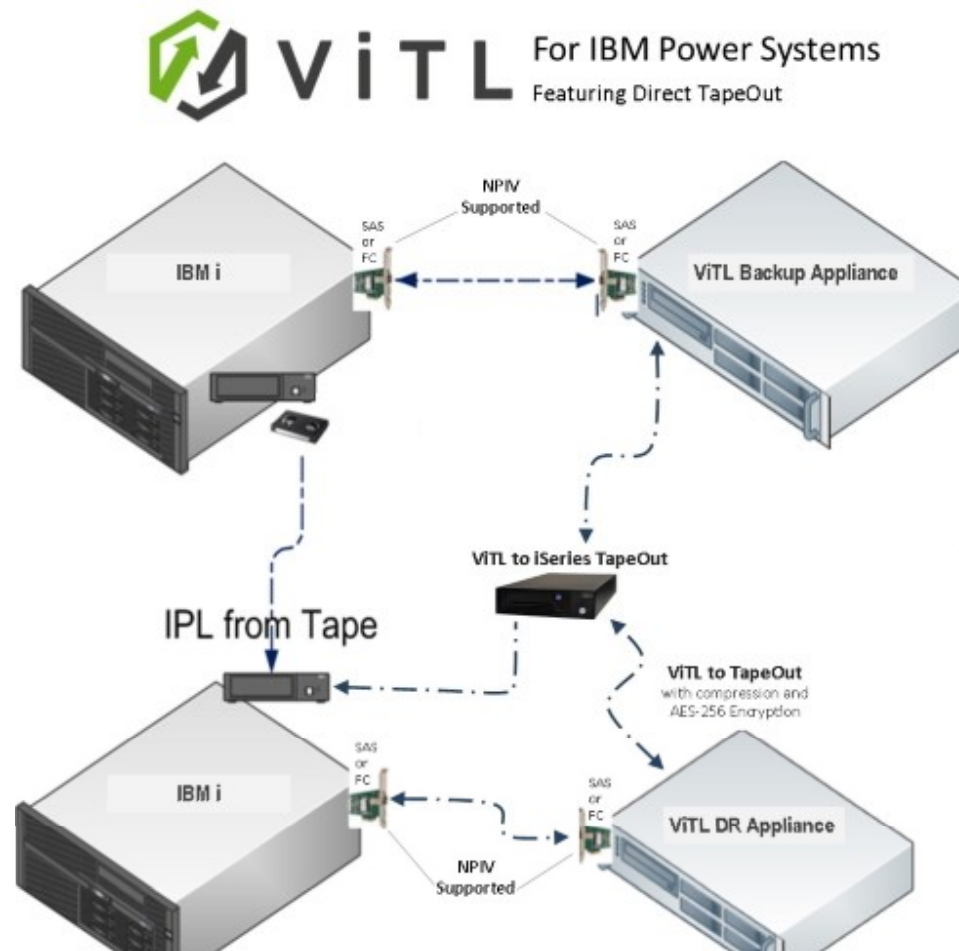 ViTL
For IBM Power Systems
Featuring Direct TapeOut
NPIV
Supported
SAS
or
FC
SAS
or
FC
IBM i
ViTL Backup Appliance
ViTL to iSeries TapeOut
IPL from Tape
ViTL to TapeOut
with compression and
AES-256 Encryption
SAS
or
FC
SAS
or
FC
IBM i
ViTL DR Appliance
NPIV
Supported